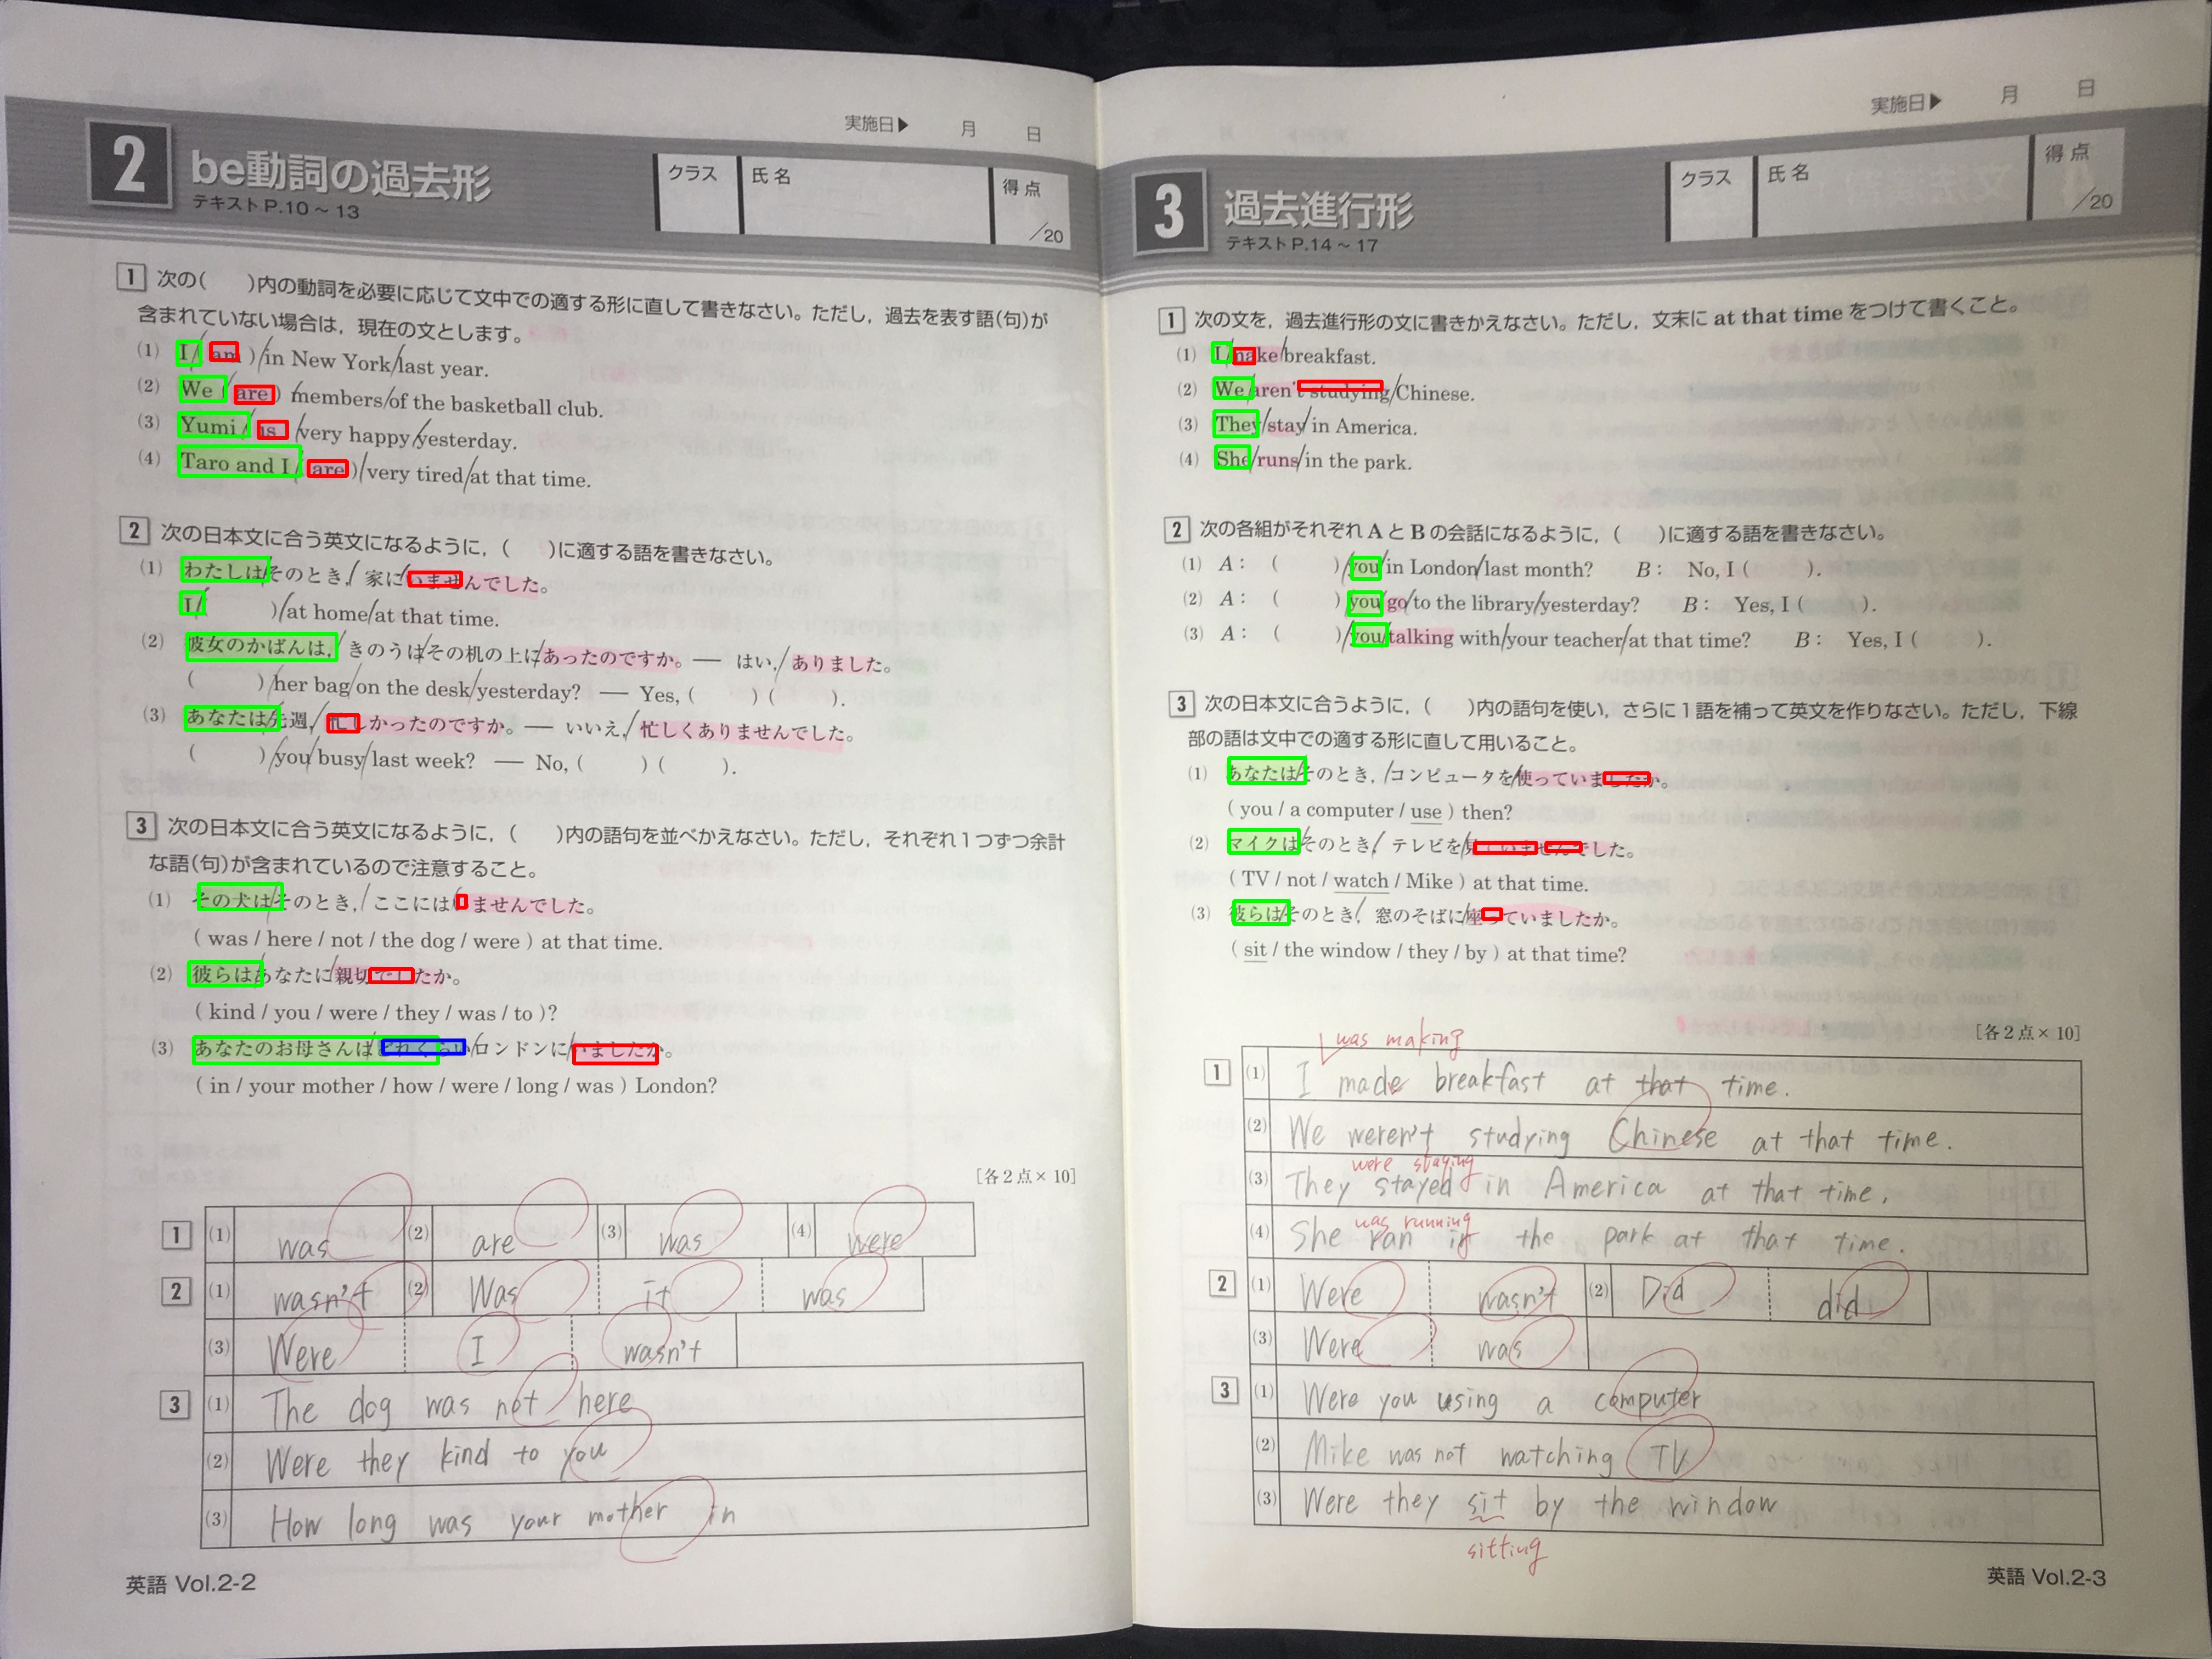 実施日▶ 月 日
2 be動詞の過去形
テキストP.10～13
クラス 氏名 得点 /20
1 次の( )内の動詞を必要に応じて文中での適する形に直して書きなさい。ただし，過去を表す語(句)が
含まれていない場合は，現在の文とします。
(1) I / am ) / in New York / last year.
(2) We ( are ) / members / of the basketball club.
(3) Yumi / is / very happy / yesterday.
(4) Taro and I ( are ) / very tired / at that time.
2 次の日本文に合う英文になるように，( )に適する語を書きなさい。
(1) わたしは/そのとき，/家に/いませんでした。
I / ) / at home / at that time.
(2) 彼女のかばんは，/きのうは/その机の上に/あったのですか。— はい，/ありました。
( ) / her bag / on the desk / yesterday? — Yes, ( ) ( ).
(3) あなたは/先週，/忙しかったのですか。— いいえ，/忙しくありませんでした。
( ) / you / busy / last week? — No, ( ) ( ).
3 次の日本文に合う英文になるように，( )内の語句を並べかえなさい。ただし，それぞれ1つずつ余計
な語(句)が含まれているので注意すること。
(1) その犬は/そのとき，/ここには/いませんでした。
( was / here / not / the dog / were ) at that time.
(2) 彼らは/あなたに/親切でしたか。
( kind / you / were / they / was / to )?
(3) あなたのお母さんは/どれくらい/ロンドンに/いましたか。
( in / your mother / how / were / long / was ) London?
[各2点×10]
1 (1) was (2) are (3) was (4) were
2 (1) wasn't (2) Was it was
(3) Were I wasn't
3 (1) The dog was not here
(2) Were they kind to you
(3) How long was your mother in
英語 Vol.2-2
実施日▶ 月 日
3 過去進行形
テキストP.14～17
クラス 氏名 得点 /20
1 次の文を，過去進行形の文に書きかえなさい。ただし，文末に at that time をつけて書くこと。
(1) I / make / breakfast.
(2) We / aren't studying / Chinese.
(3) They / stay / in America.
(4) She / runs / in the park.
2 次の各組がそれぞれAとBの会話になるように，( )に適する語を書きなさい。
(1) A： ( ) / you / in London / last month? B： No, I ( ).
(2) A： ( ) you go / to the library / yesterday? B： Yes, I ( ).
(3) A： ( ) / you / talking with / your teacher / at that time? B： Yes, I ( ).
3 次の日本文に合うように，( )内の語句を使い，さらに1語を補って英文を作りなさい。ただし，下線
部の語は文中での適する形に直して用いること。
(1) あなたは/そのとき，/コンピュータを/使っていましたか。
( you / a computer / use ) then?
(2) マイクは/そのとき/テレビを/見ていませんでした。
( TV / not / watch / Mike ) at that time.
(3) 彼らは/そのとき/窓のそばに/座っていましたか。
( sit / the window / they / by ) at that time?
[各2点×10]
was making
1 (1) I made breakfast at that time.
(2) We weren't studying Chinese at that time.
were staying
(3) They stayed in America at that time.
was running
(4) She ran in the park at that time.
2 (1) Were wasn't (2) Did did
(3) Were was
3 (1) Were you using a computer
(2) Mike was not watching TV
(3) Were they sit by the window
sitting
英語 Vol.2-3